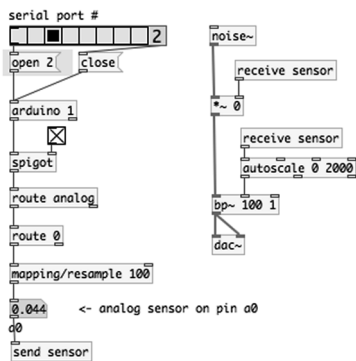 serial port #
2
open 2
close
arduino 1
spigot
route analog
route 0
mapping/resample 100
0.044
<- analog sensor on pin a0
a0
send sensor
noise~
receive sensor
*~ 0
receive sensor
autoscale 0 2000
bp~ 100 1
dac~